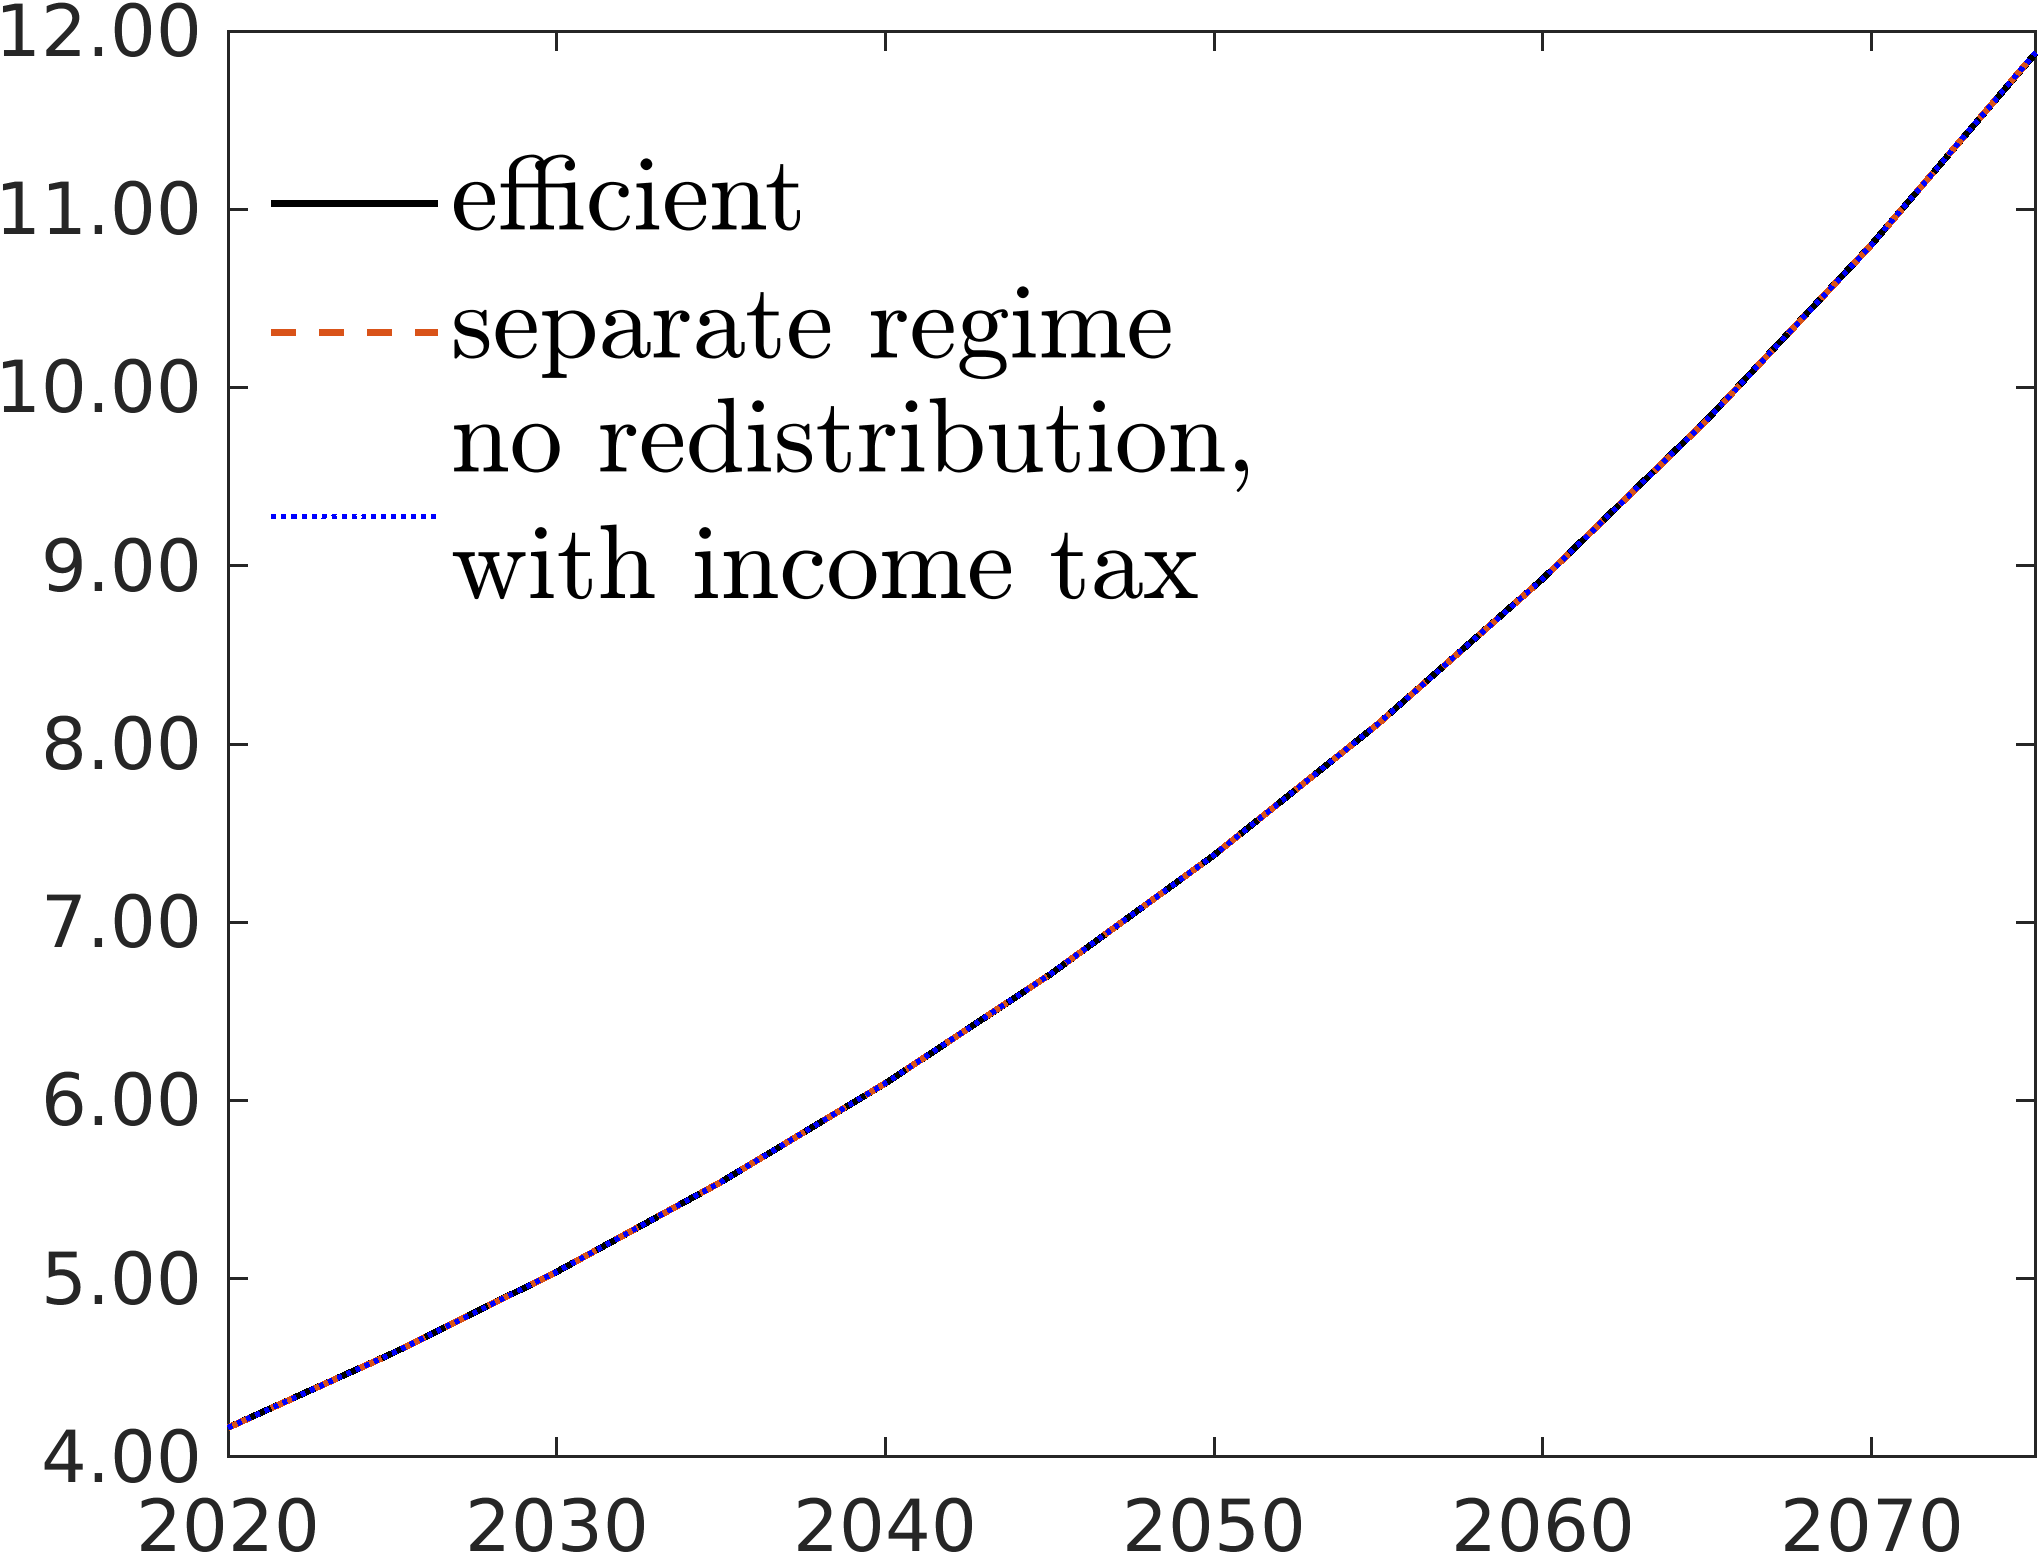 12.00
11.00
10.00
9.00
8.00
7.00
6.00
5.00
4.00
efficient
separate regime
no redistribution,
with income tax
2020 2030 2040 2050 2060 2070